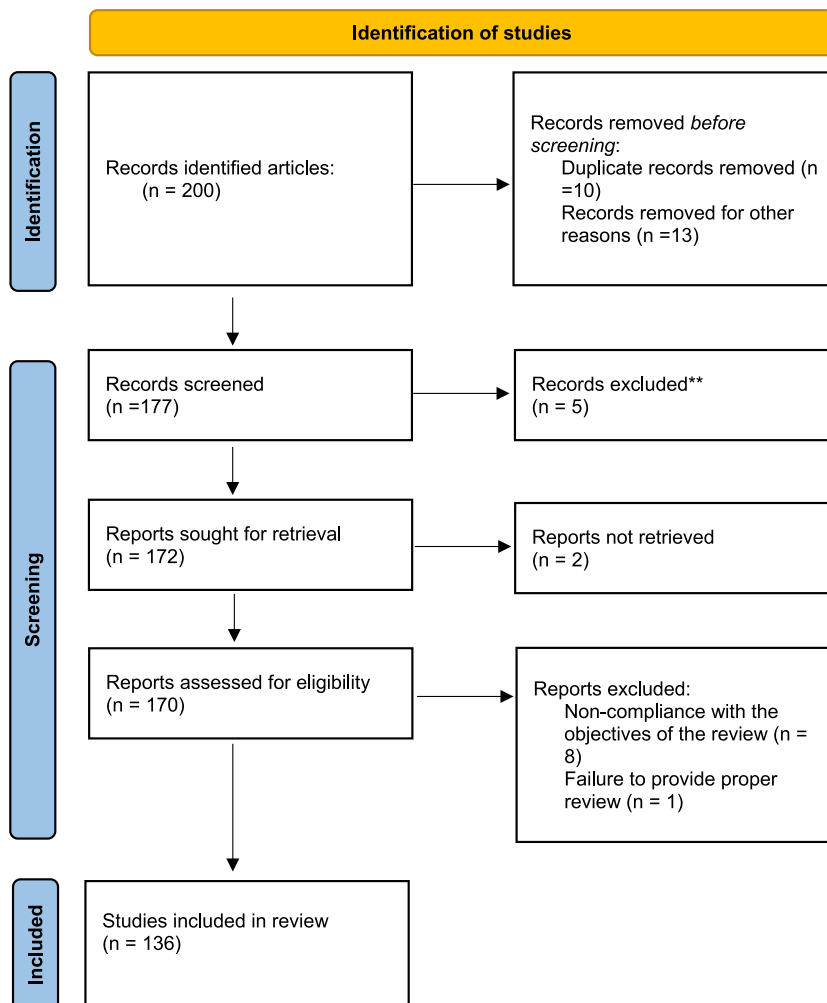 Identification of studies
Identification
Records identified articles:
(n = 200)
Records removed before
screening:
Duplicate records removed (n
=10)
Records removed for other
reasons (n =13)
Screening
Records screened
(n =177)
Records excluded**
(n = 5)
Reports sought for retrieval
(n = 172)
Reports not retrieved
(n = 2)
Reports assessed for eligibility
(n = 170)
Reports excluded:
Non-compliance with the
objectives of the review (n =
8)
Failure to provide proper
review (n = 1)
Included
Studies included in review
(n = 136)